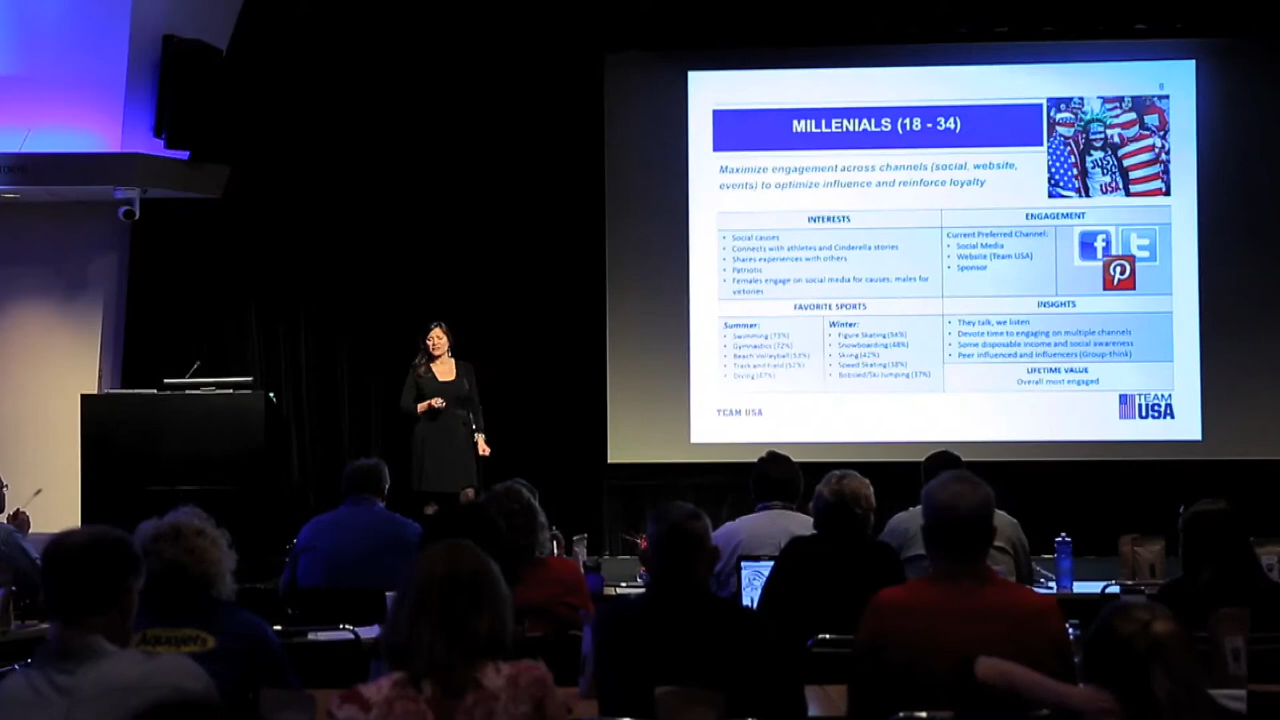 8
MILLENIALS (18 - 34)
Maximize engagement across channels (social, website,
events) to optimize influence and reinforce loyalty
JUST
DO
USA
INTERESTS
• Social causes
• Connects with athletes and Cinderella stories
• Shares experiences with others
• Patriotic
• Females engage on social media for causes; males for
victories
ENGAGEMENT
Current Preferred Channel:
• Social Media
• Website (Team USA)
• Sponsor
f
t
P
FAVORITE SPORTS
Summer:
• Swimming (73%)
• Gymnastics (72%)
• Beach Volleyball (53%)
• Track and Field (52%)
• Diving (47%)
Winter:
• Figure Skating (54%)
• Snowboarding (48%)
• Skiing (42%)
• Speed Skating (38%)
• Bobsled/Ski Jumping (37%)
INSIGHTS
• They talk, we listen
• Devote time to engaging on multiple channels
• Some disposable income and social awareness
• Peer influenced and influencers (Group-think)
LIFETIME VALUE
Overall most engaged
TEAM USA
TEAM
USA
Aquajets